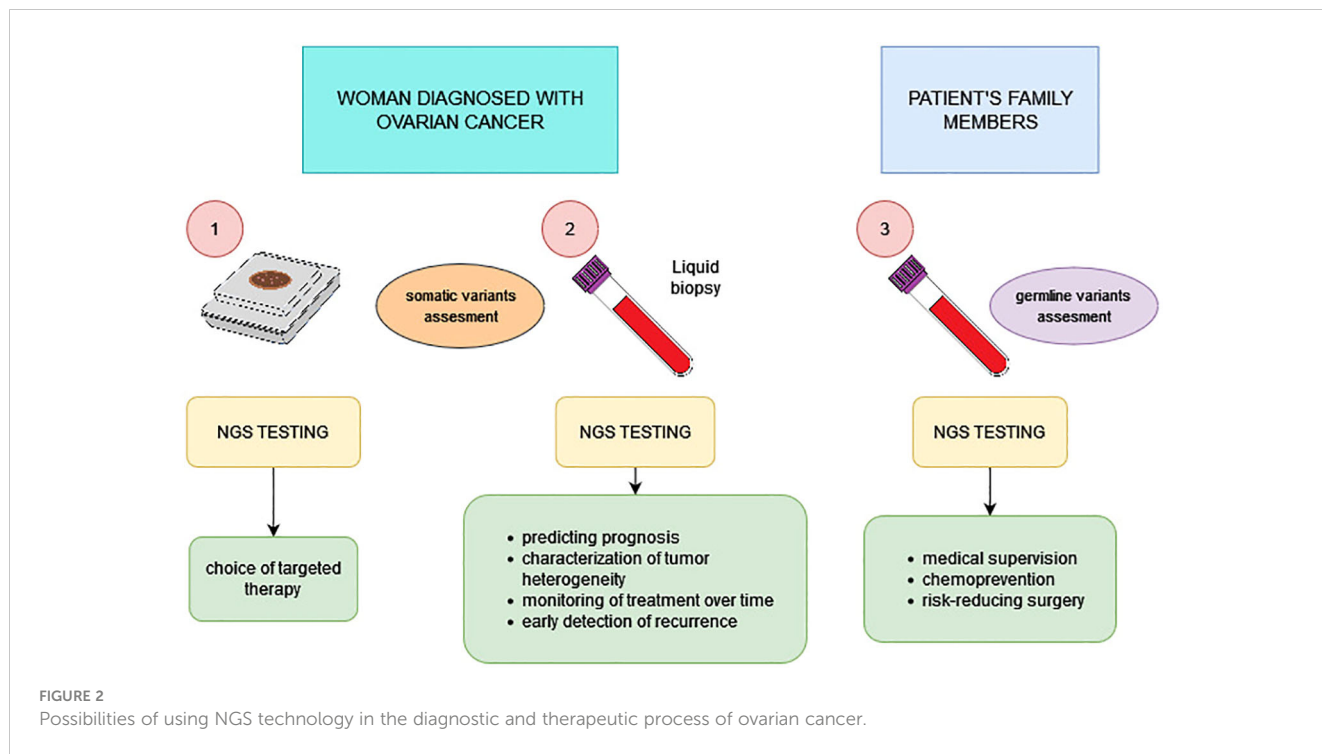 WOMAN DIAGNOSED WITH
OVARIAN CANCER
PATIENT'S FAMILY
MEMBERS
1
2
3
somatic variants
assesment
Liquid
biopsy
germline variants
assesment
NGS TESTING
NGS TESTING
NGS TESTING
choice of targeted
therapy
• predicting prognosis
• characterization of tumor
heterogeneity
• monitoring of treatment over time
• early detection of recurrence
• medical supervision
• chemoprevention
• risk-reducing surgery
FIGURE 2
Possibilities of using NGS technology in the diagnostic and therapeutic process of ovarian cancer.